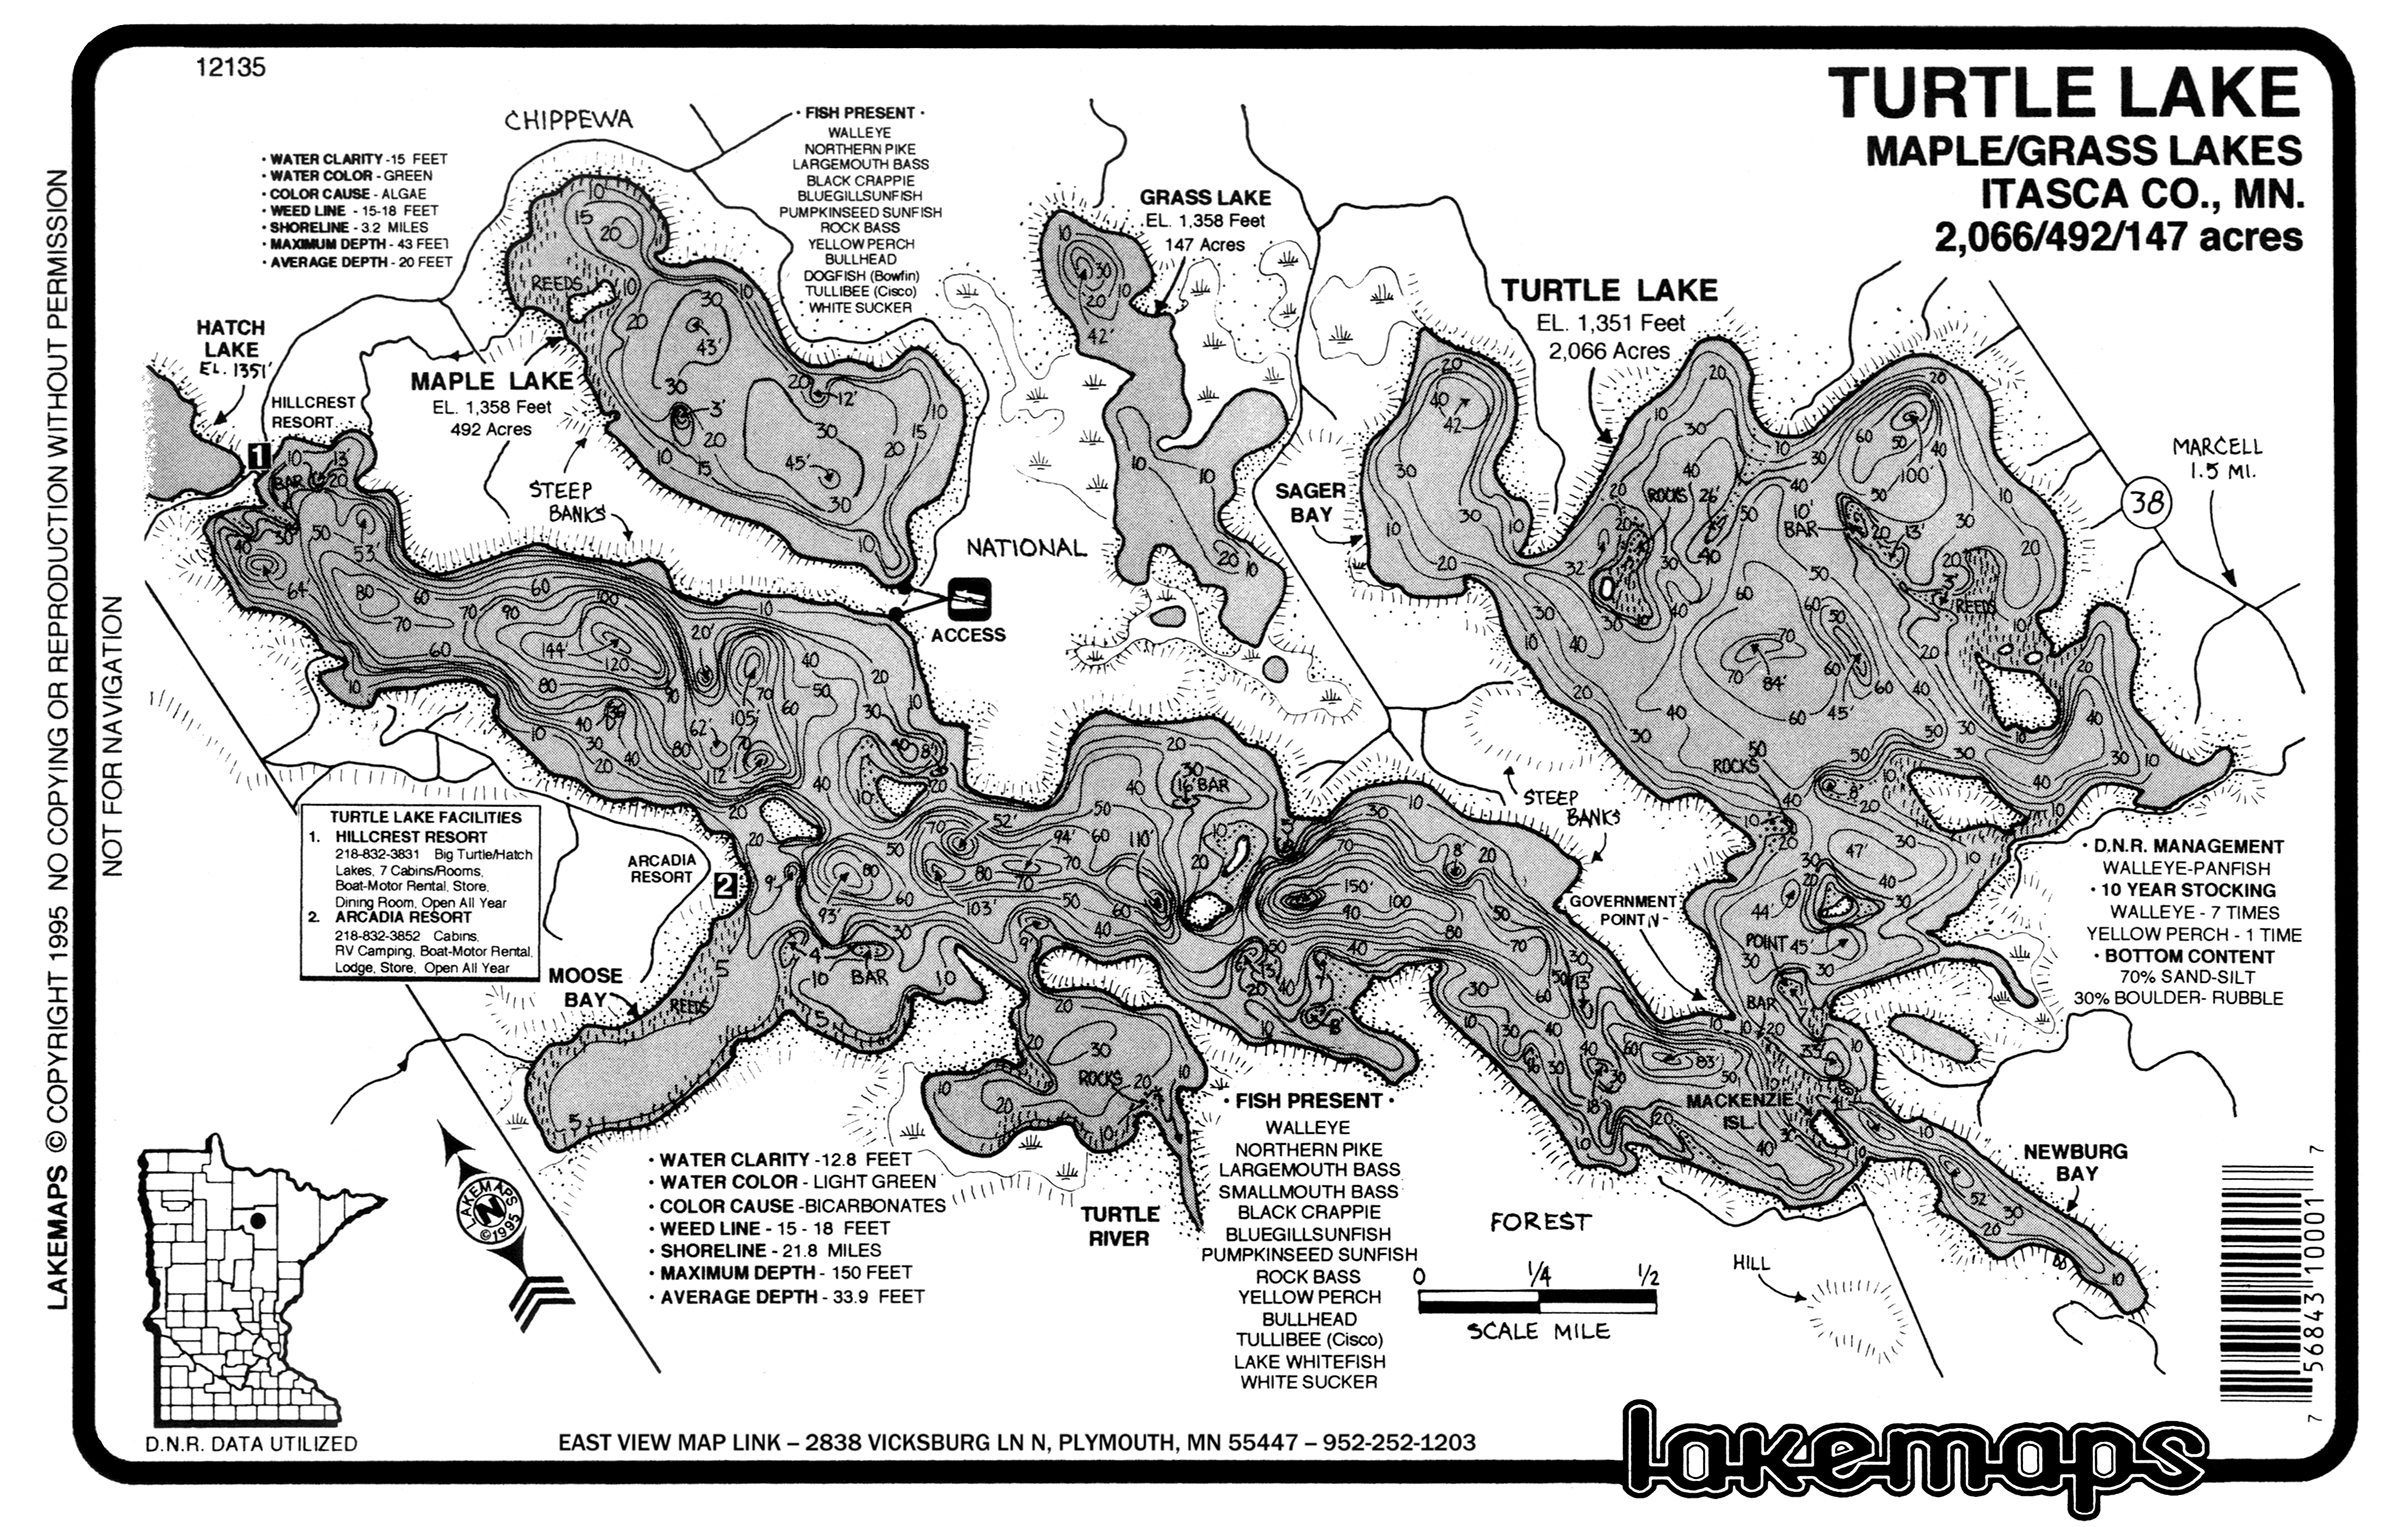 12135
TURTLE LAKE
MAPLE/GRASS LAKES
ITASCA CO., MN.
2,066/492/147 acres
LAKEMAPS © COPYRIGHT 1995 NO COPYING OR REPRODUCTION WITHOUT PERMISSION
NOT FOR NAVIGATION
CHIPPEWA
• WATER CLARITY -15 FEET
• WATER COLOR - GREEN
• COLOR CAUSE - ALGAE
• WEED LINE - 15-18 FEET
• SHORELINE - 3.2 MILES
• MAXIMUM DEPTH - 43 FEET
• AVERAGE DEPTH - 20 FEET
• FISH PRESENT •
WALLEYE
NORTHERN PIKE
LARGEMOUTH BASS
BLACK CRAPPIE
BLUEGILLSUNFISH
PUMPKINSEED SUNFISH
ROCK BASS
YELLOW PERCH
BULLHEAD
DOGFISH (Bowfin)
TULLIBEE (Cisco)
WHITE SUCKER
GRASS LAKE
EL. 1,358 Feet
147 Acres
TURTLE LAKE
EL. 1,351 Feet
2,066 Acres
HATCH
LAKE
EL. 1351'
HILLCREST
RESORT
1
MAPLE LAKE
EL. 1,358 Feet
492 Acres
REEDS
43'
3'
12'
45'
STEEP
BANKS
NATIONAL
ACCESS
SAGER
BAY
MARCELL
1.5 MI.
38
ROCKS
BAR
REEDS
ROCKS
STEEP
BANKS
TURTLE LAKE FACILITIES
1. HILLCREST RESORT
218-832-3831 Big Turtle/Hatch
Lakes, 7 Cabins/Rooms,
Boat-Motor Rental, Store,
Dining Room, Open All Year
2. ARCADIA RESORT
218-832-3852 Cabins,
RV Camping, Boat-Motor Rental,
Lodge, Store, Open All Year
ARCADIA
RESORT
2
BAR
MOOSE
BAY
REEDS
BAR
BAR
ROCKS
GOVERNMENT
POINT
POINT
BAR
MACKENZIE
ISL.
• D.N.R. MANAGEMENT
WALLEYE-PANFISH
• 10 YEAR STOCKING
WALLEYE - 7 TIMES
YELLOW PERCH - 1 TIME
• BOTTOM CONTENT
70% SAND-SILT
30% BOULDER- RUBBLE
NEWBURG
BAY
TURTLE
RIVER
• WATER CLARITY -12.8 FEET
• WATER COLOR - LIGHT GREEN
• COLOR CAUSE -BICARBONATES
• WEED LINE - 15 - 18 FEET
• SHORELINE - 21.8 MILES
• MAXIMUM DEPTH - 150 FEET
• AVERAGE DEPTH - 33.9 FEET
• FISH PRESENT •
WALLEYE
NORTHERN PIKE
LARGEMOUTH BASS
SMALLMOUTH BASS
BLACK CRAPPIE
BLUEGILLSUNFISH
PUMPKINSEED SUNFISH
ROCK BASS
YELLOW PERCH
BULLHEAD
TULLIBEE (Cisco)
LAKE WHITEFISH
WHITE SUCKER
FOREST
0 1/4 1/2
SCALE MILE
HILL
LAKEMAPS
N
©1995
D.N.R. DATA UTILIZED
EAST VIEW MAP LINK – 2838 VICKSBURG LN N, PLYMOUTH, MN 55447 – 952-252-1203
7 56843 10001 7
lakemaps